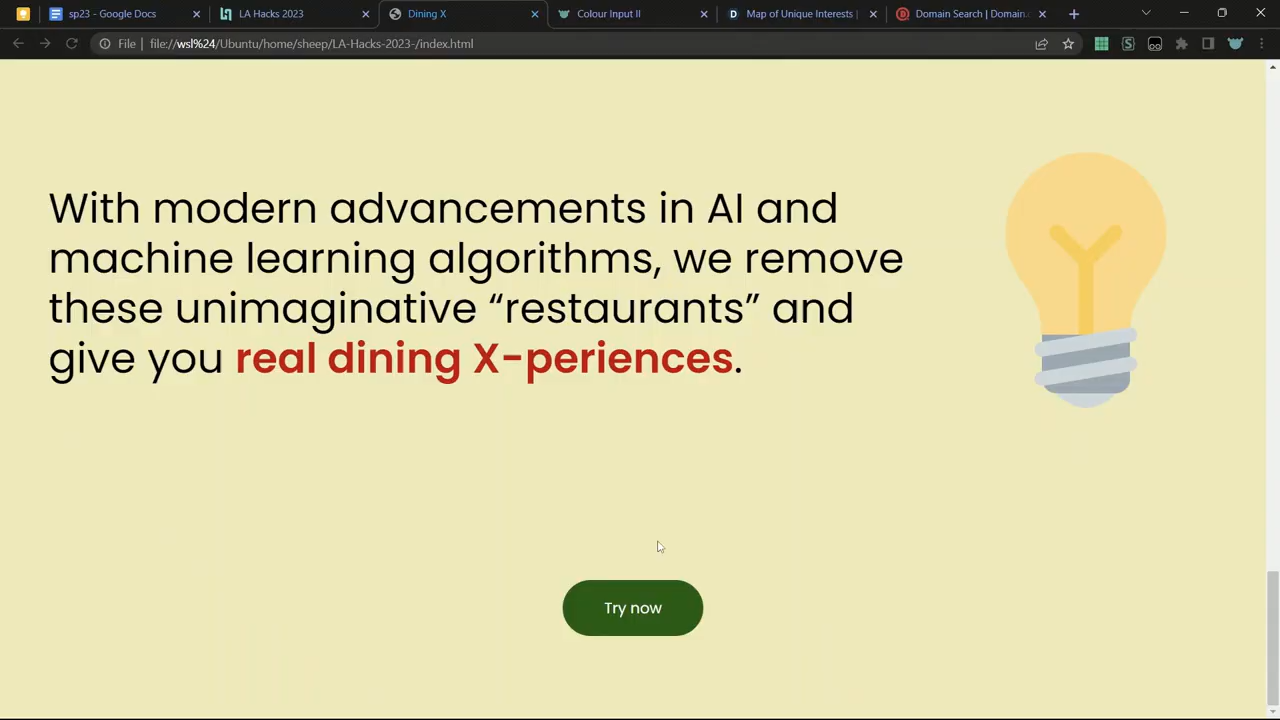 sp23 - Google Docs
LA Hacks 2023
Dining X
Colour Input II
Map of Unique Interests |
Domain Search | Domain.c
File | file://wsl%24/Ubuntu/home/sheep/LA-Hacks-2023-/index.html
With modern advancements in AI and
machine learning algorithms, we remove
these unimaginative “restaurants” and
give you real dining X-periences.
Try now